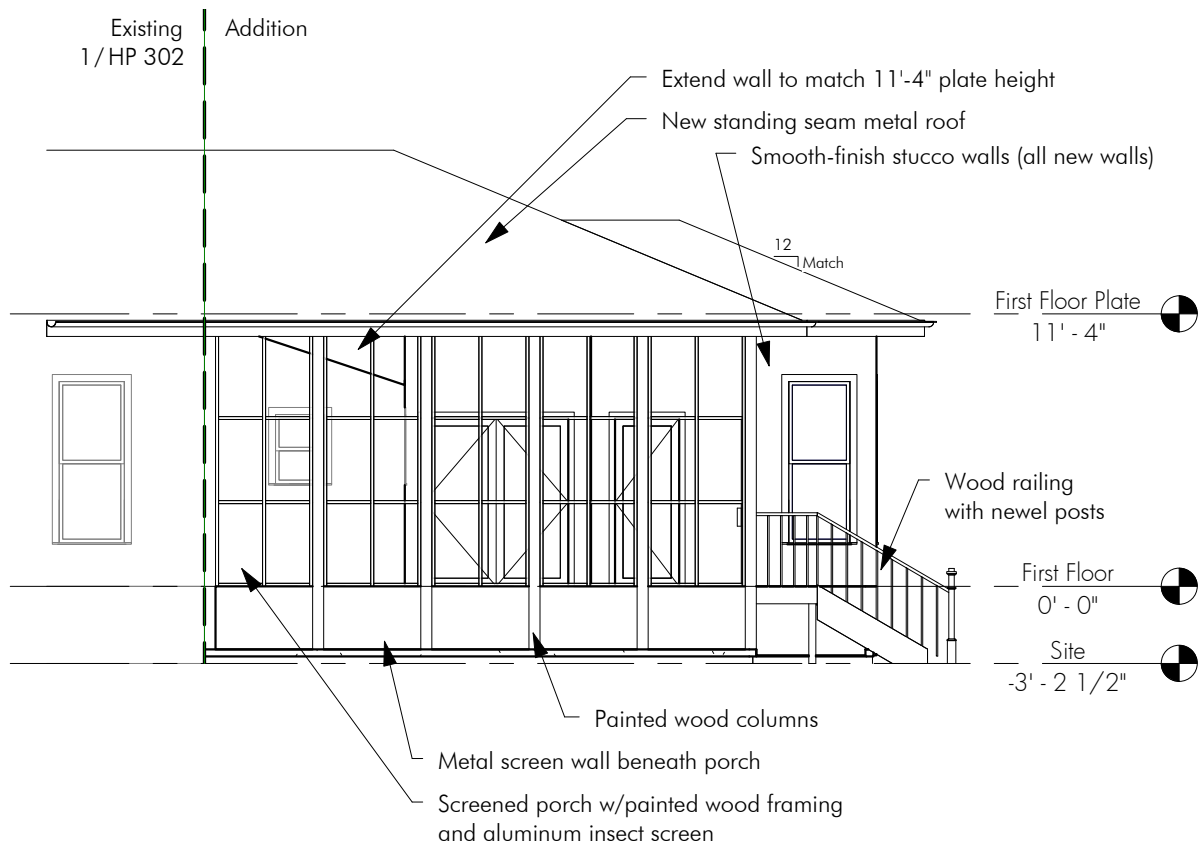 Existing
1/HP 302
Addition
Extend wall to match 11'-4" plate height
New standing seam metal roof
Smooth-finish stucco walls (all new walls)
12
Match
First Floor Plate
11' - 4"
Wood railing
with newel posts
First Floor
0' - 0"
Site
-3' - 2 1/2"
Painted wood columns
Metal screen wall beneath porch
Screened porch w/painted wood framing
and aluminum insect screen